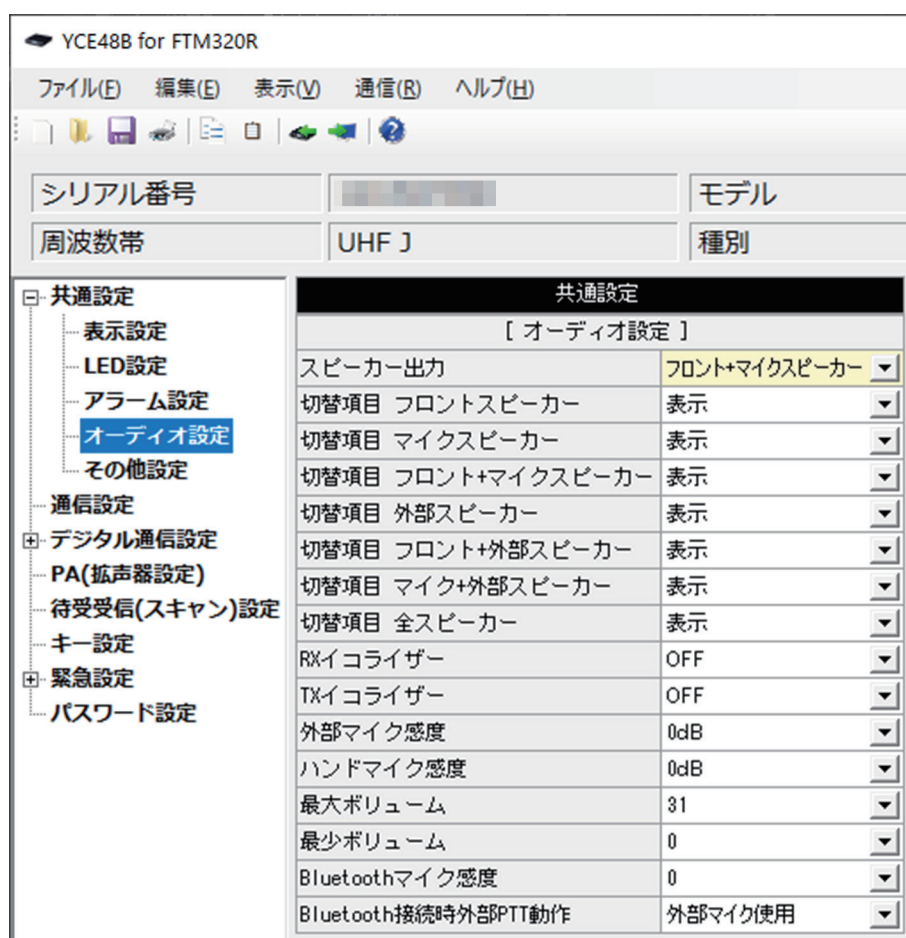 YCE48B for FTM320R
ファイル(F) 編集(E) 表示(V) 通信(R) ヘルプ(H)
シリアル番号 モデル
周波数帯 UHF J 種別
共通設定
表示設定
LED設定
アラーム設定
オーディオ設定
その他設定
通信設定
デジタル通信設定
PA(拡声器設定)
待受受信(スキャン)設定
キー設定
緊急設定
パスワード設定
共通設定
[ オーディオ設定 ]
スピーカー出力 フロント+マイクスピーカー
切替項目 フロントスピーカー 表示
切替項目 マイクスピーカー 表示
切替項目 フロント+マイクスピーカー 表示
切替項目 外部スピーカー 表示
切替項目 フロント+外部スピーカー 表示
切替項目 マイク+外部スピーカー 表示
切替項目 全スピーカー 表示
RXイコライザー OFF
TXイコライザー OFF
外部マイク感度 0dB
ハンドマイク感度 0dB
最大ボリューム 31
最少ボリューム 0
Bluetoothマイク感度 0
Bluetooth接続時外部PTT動作 外部マイク使用